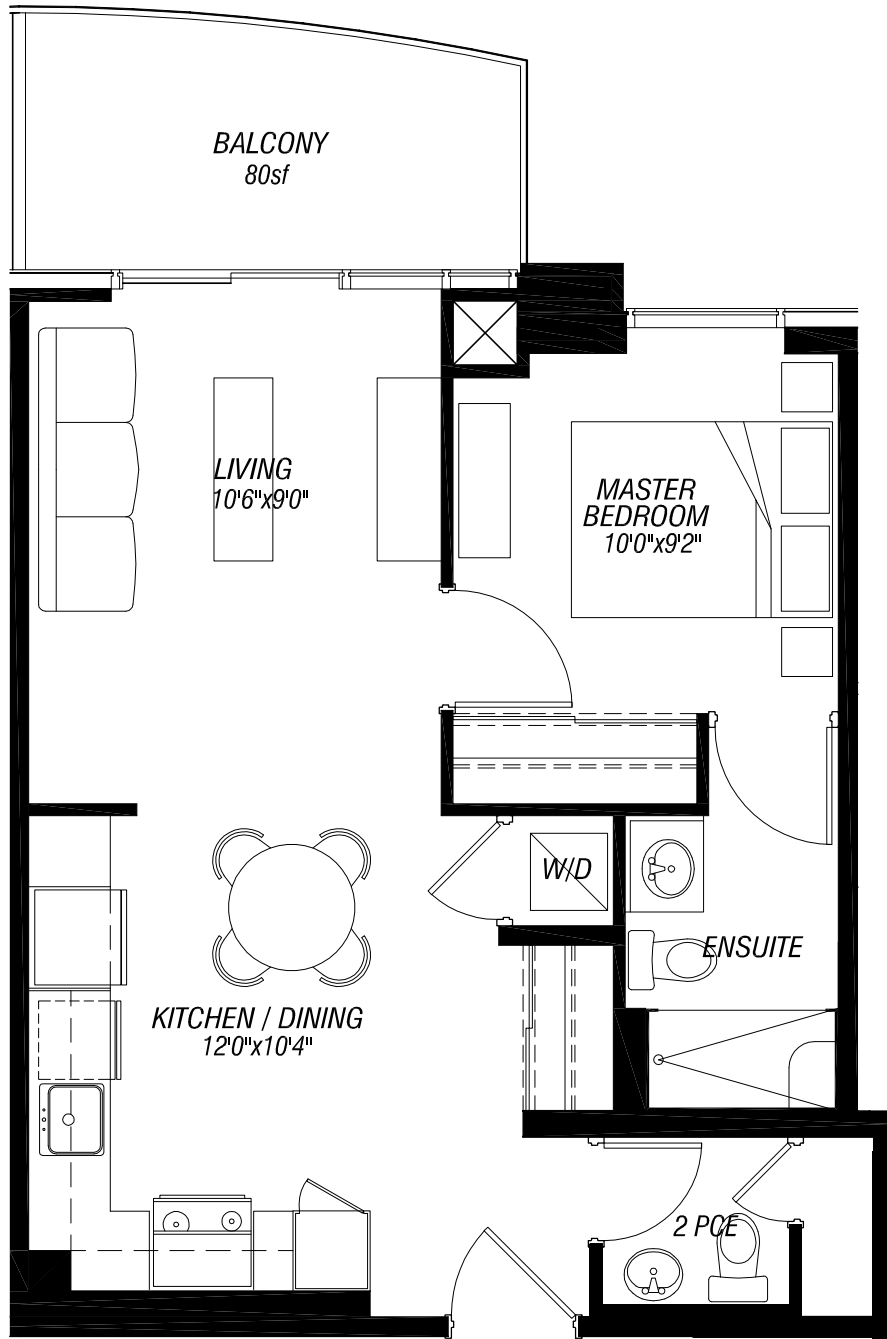 BALCONY
80sf
LIVING
10'6"x9'0"
MASTER
BEDROOM
10'0"x9'2"
W/D
ENSUITE
KITCHEN / DINING
12'0"x10'4"
2 PCE